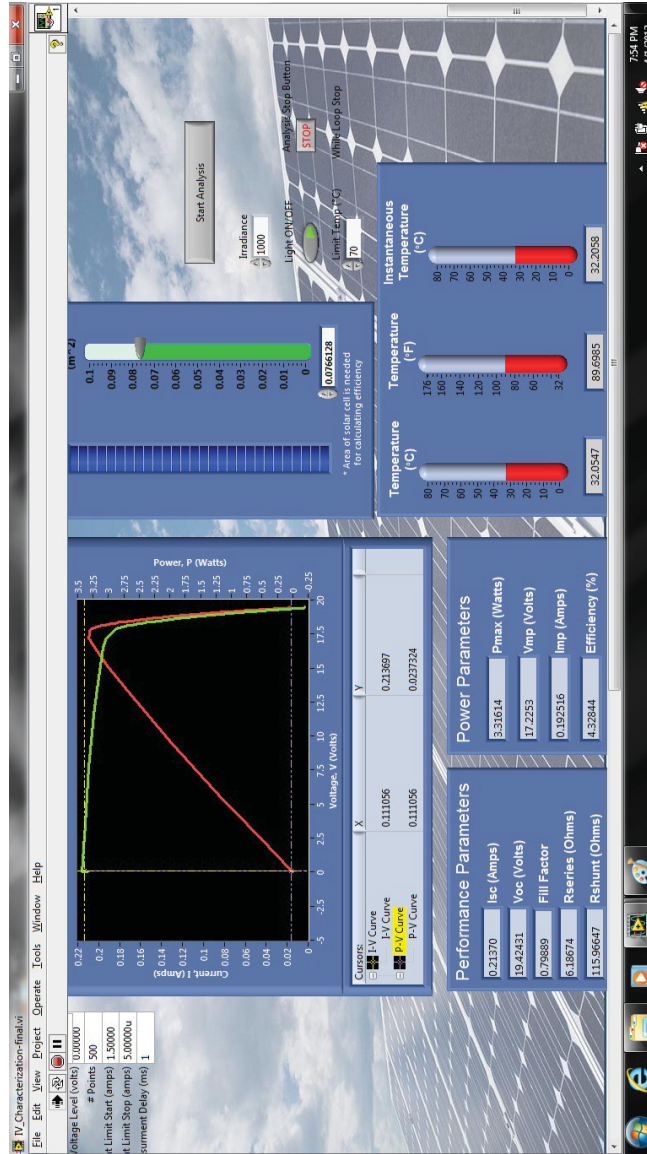 IV_Characterization-final.vi
File Edit View Project Operate Tools Window Help
Voltage Level (volts) 0.00000
# Points 500
nt Limit Start (amps) 1.50000
nt Limit Stop (amps) 5.00000u
asurment Delay (ms) 1
Current, I (Amps)
0.22
0.2
0.18
0.16
0.14
0.12
0.1
0.08
0.06
0.04
0.02
0
-5 -2.5 0 2.5 5 7.5 10 12.5 15 17.5 20
Voltage, V (Volts)
Power, P (Watts)
3.5
3.25
3
2.75
2.5
2.25
2
1.75
1.5
1.25
1
0.75
0.5
0.25
0
-0.25
Cursors: X Y
I-V Curve
I-V Curve 0.111056 0.213697
P-V Curve
P-V Curve 0.111056 0.0237324
Performance Parameters
0.21370 Isc (Amps)
19.42431 Voc (Volts)
0.79889 Fill Factor
6.18674 Rseries (Ohms)
115.96647 Rshunt (Ohms)
Power Parameters
3.31614 Pmax (Watts)
17.2253 Vmp (Volts)
0.192516 Imp (Amps)
4.32844 Efficiency (%)
(m^2)
0.1
0.09
0.08
0.07
0.06
0.05
0.04
0.03
0.02
0.01
0
0.0766128
* Area of solar cell is needed
for calculating efficiency
Start Analysis
Irradiance
1000
Light ON/OFF
Analysis Stop Button
STOP
Limit Temp (°C)
70
While Loop Stop
Temperature
(°C)
80
70
60
50
40
30
20
10
0
32.0547
Temperature
(°F)
176
160
140
120
100
80
60
32
89.6985
Instantaneous
Temperature
(°C)
80
70
60
50
40
30
20
10
0
32.2058
7:54 PM